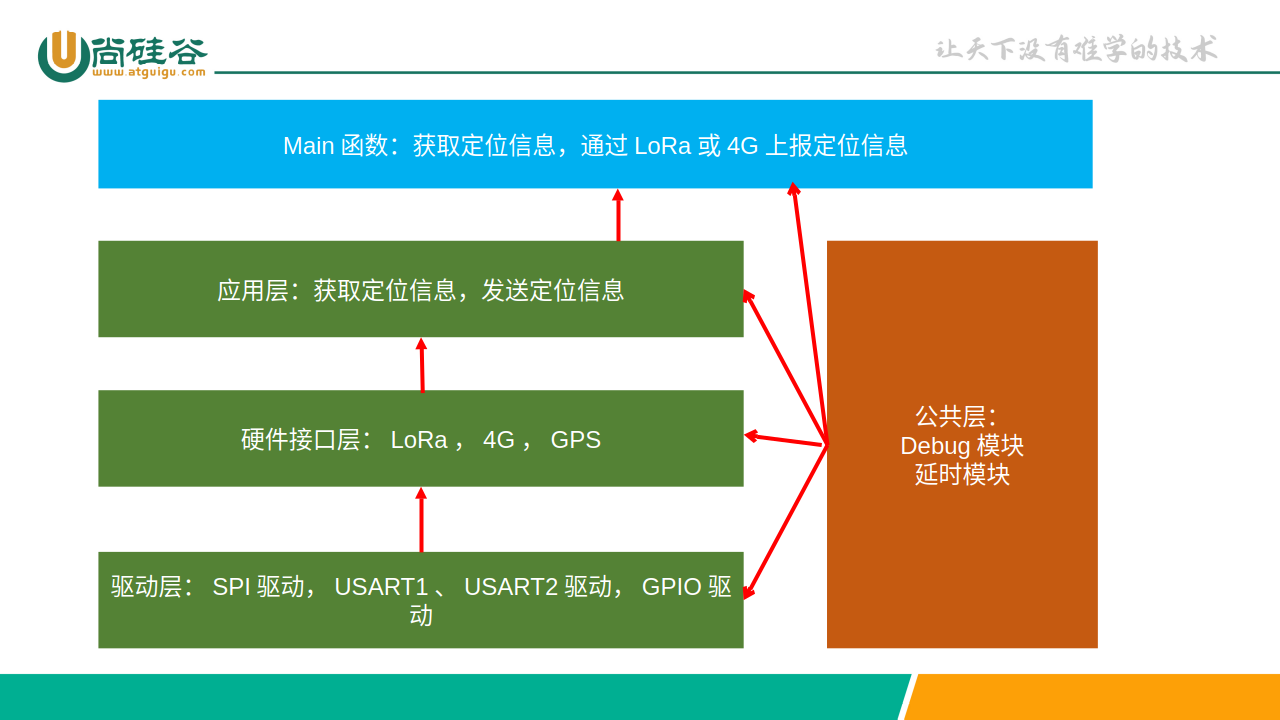 尚硅谷
www.atguigu.com
让天下没有难学的技术
Main 函数：获取定位信息，通过 LoRa 或 4G 上报定位信息
应用层：获取定位信息，发送定位信息
硬件接口层： LoRa ， 4G ， GPS
公共层：
Debug 模块
延时模块
驱动层： SPI 驱动， USART1 、 USART2 驱动， GPIO 驱
动